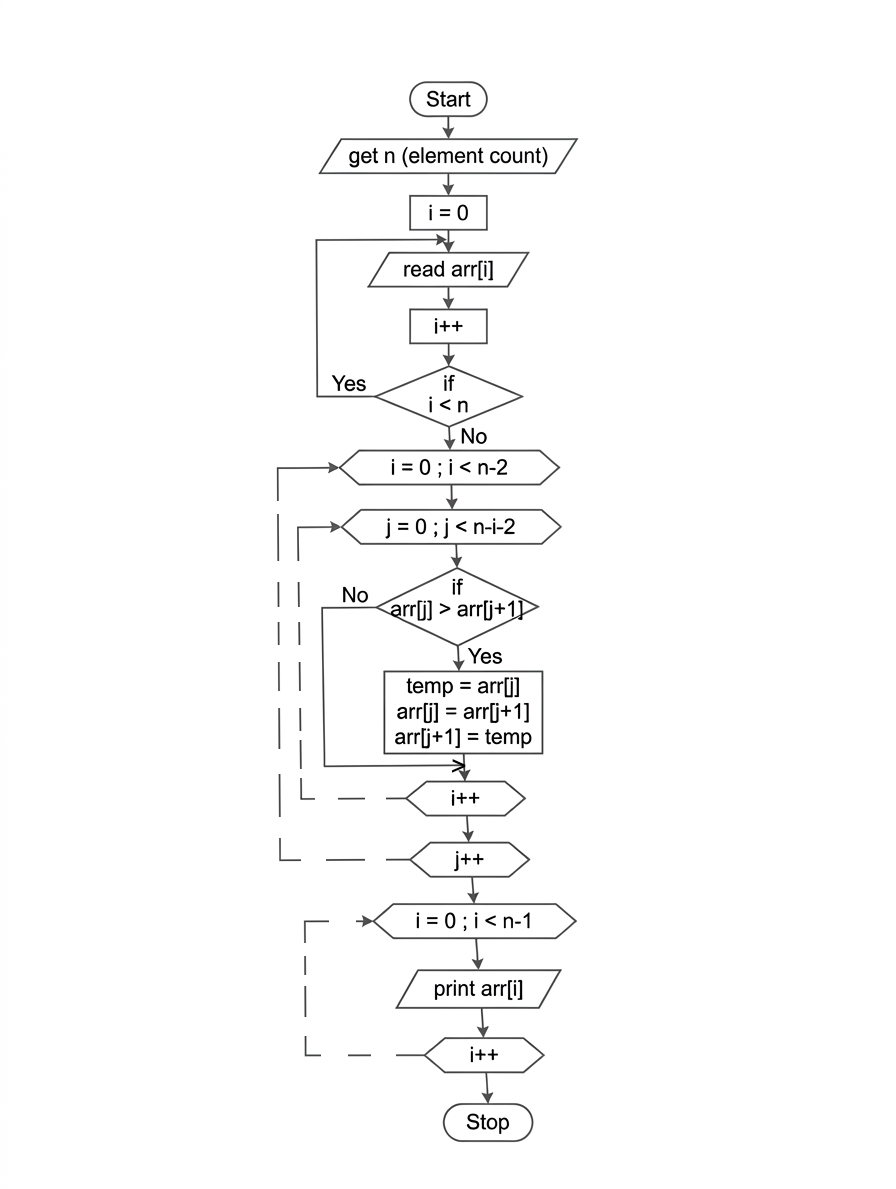 Start
get n (element count)
i = 0
read arr[i]
i++
Yes
if
i < n
No
i = 0 ; i < n-2
j = 0 ; j < n-i-2
No
if
arr[j] > arr[j+1]
Yes
temp = arr[j]
arr[j] = arr[j+1]
arr[j+1] = temp
i++
j++
i = 0 ; i < n-1
print arr[i]
i++
Stop